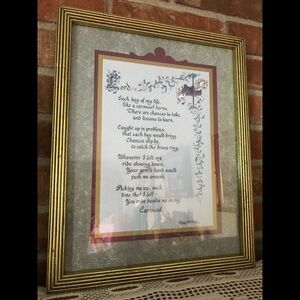 Lord,
Each day of my life,
like a carousel turns.
There are chances to take,
and lessons to learn.
Caught up in problems,
that each day would bring.
Chances slip by,
to catch the brass ring.
Whenever I felt my
ride slowing down,
Your gentle hand would
push me around.
Picking me up, each
time that I fell-
You rode beside me on my
Carousel.